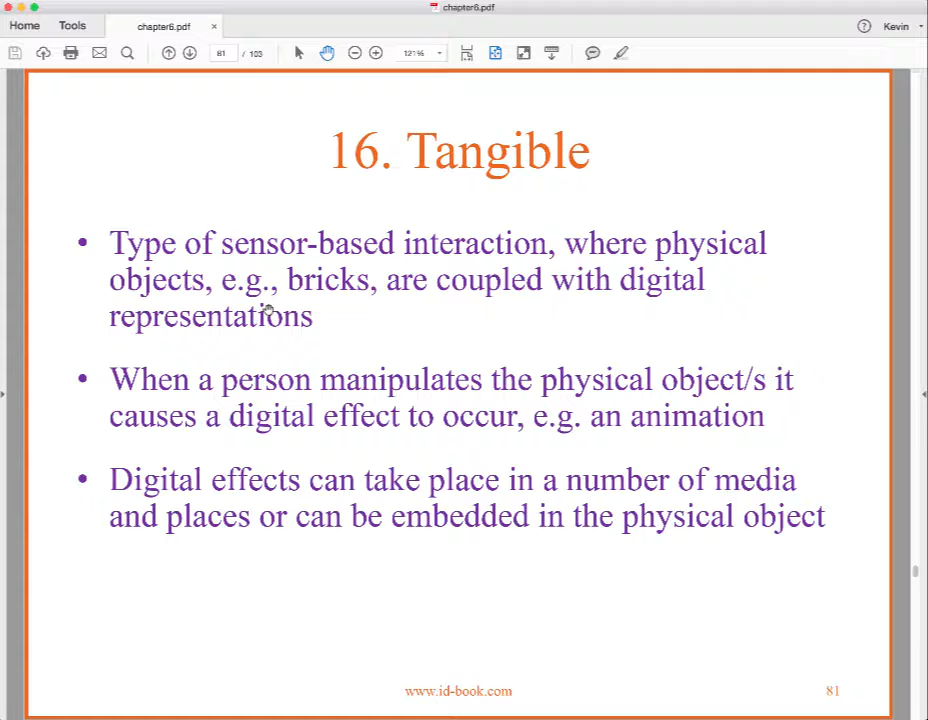 chapter6.pdf
Home Tools chapter6.pdf × ? Kevin
81 / 103 121%
16. Tangible
• Type of sensor-based interaction, where physical
objects, e.g., bricks, are coupled with digital
representations
• When a person manipulates the physical object/s it
causes a digital effect to occur, e.g. an animation
• Digital effects can take place in a number of media
and places or can be embedded in the physical object
www.id-book.com 81